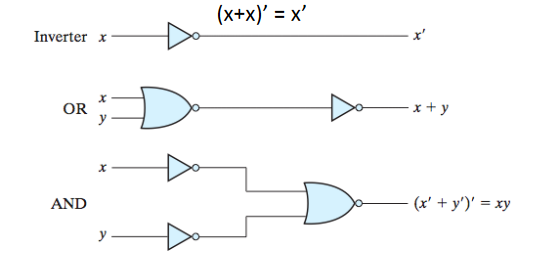 (x+x)’ = x’
Inverter x x′
x
OR x + y
y
x
AND (x′ + y′)′ = xy
y